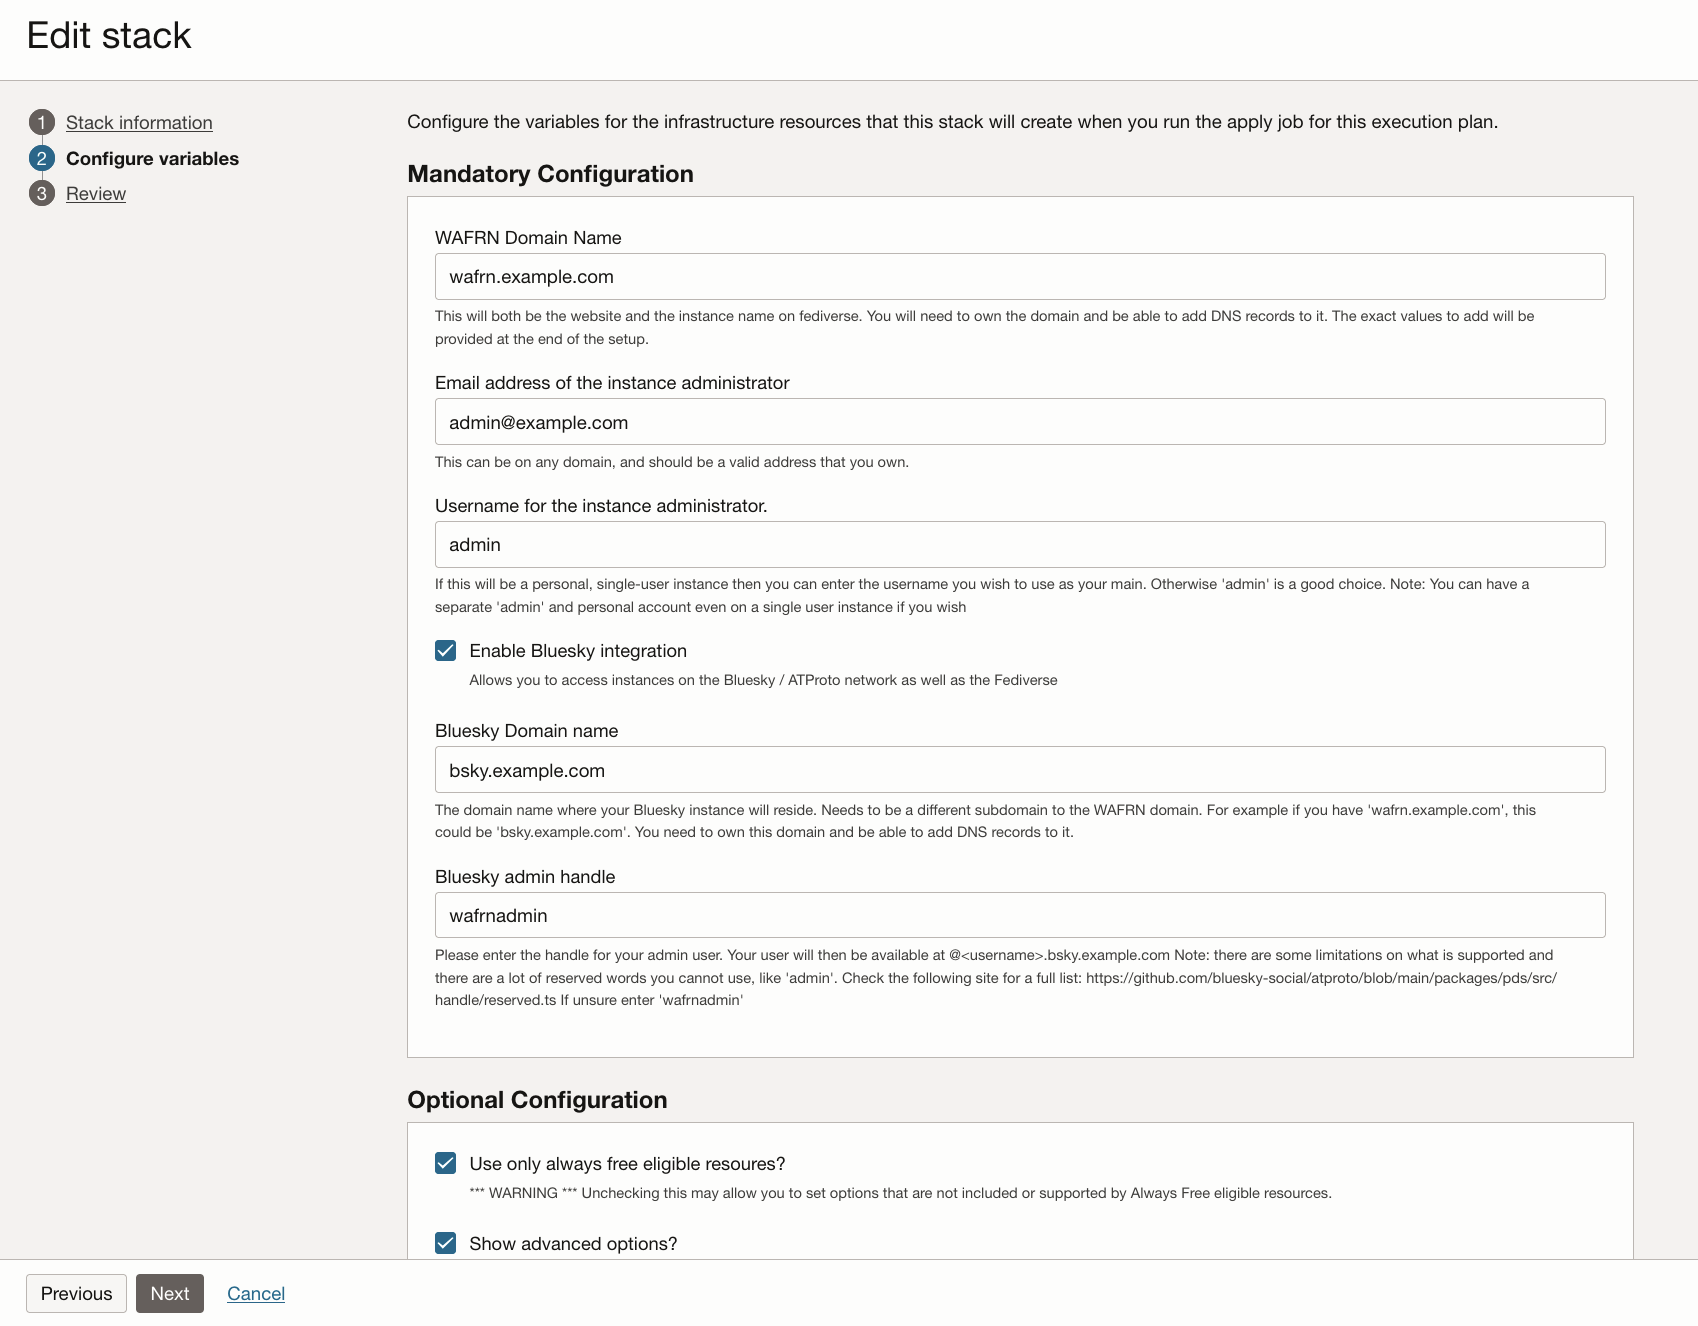 Edit stack
1 Stack information
2 Configure variables
3 Review
Configure the variables for the infrastructure resources that this stack will create when you run the apply job for this execution plan.
Mandatory Configuration
WAFRN Domain Name
wafrn.example.com
This will both be the website and the instance name on fediverse. You will need to own the domain and be able to add DNS records to it. The exact values to add will be
provided at the end of the setup.
Email address of the instance administrator
admin@example.com
This can be on any domain, and should be a valid address that you own.
Username for the instance administrator.
admin
If this will be a personal, single-user instance then you can enter the username you wish to use as your main. Otherwise 'admin' is a good choice. Note: You can have a
separate 'admin' and personal account even on a single user instance if you wish
Enable Bluesky integration
Allows you to access instances on the Bluesky / ATProto network as well as the Fediverse
Bluesky Domain name
bsky.example.com
The domain name where your Bluesky instance will reside. Needs to be a different subdomain to the WAFRN domain. For example if you have 'wafrn.example.com', this
could be 'bsky.example.com'. You need to own this domain and be able to add DNS records to it.
Bluesky admin handle
wafrnadmin
Please enter the handle for your admin user. Your user will then be available at @<username>.bsky.example.com Note: there are some limitations on what is supported and
there are a lot of reserved words you cannot use, like 'admin'. Check the following site for a full list: https://github.com/bluesky-social/atproto/blob/main/packages/pds/src/
handle/reserved.ts If unsure enter 'wafrnadmin'
Optional Configuration
Use only always free eligible resoures?
*** WARNING *** Unchecking this may allow you to set options that are not included or supported by Always Free eligible resources.
Show advanced options?
Previous Next Cancel